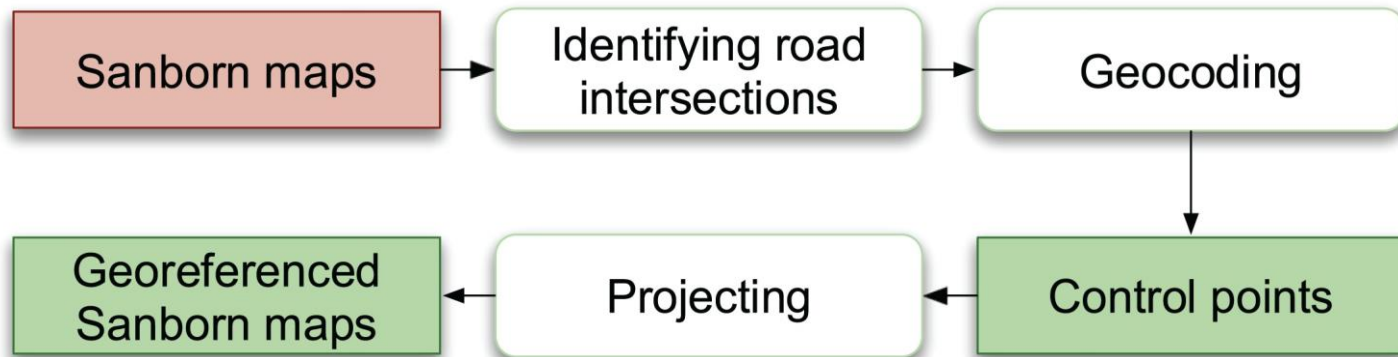 Sanborn maps
Identifying road
intersections
Geocoding
Control points
Projecting
Georeferenced
Sanborn maps